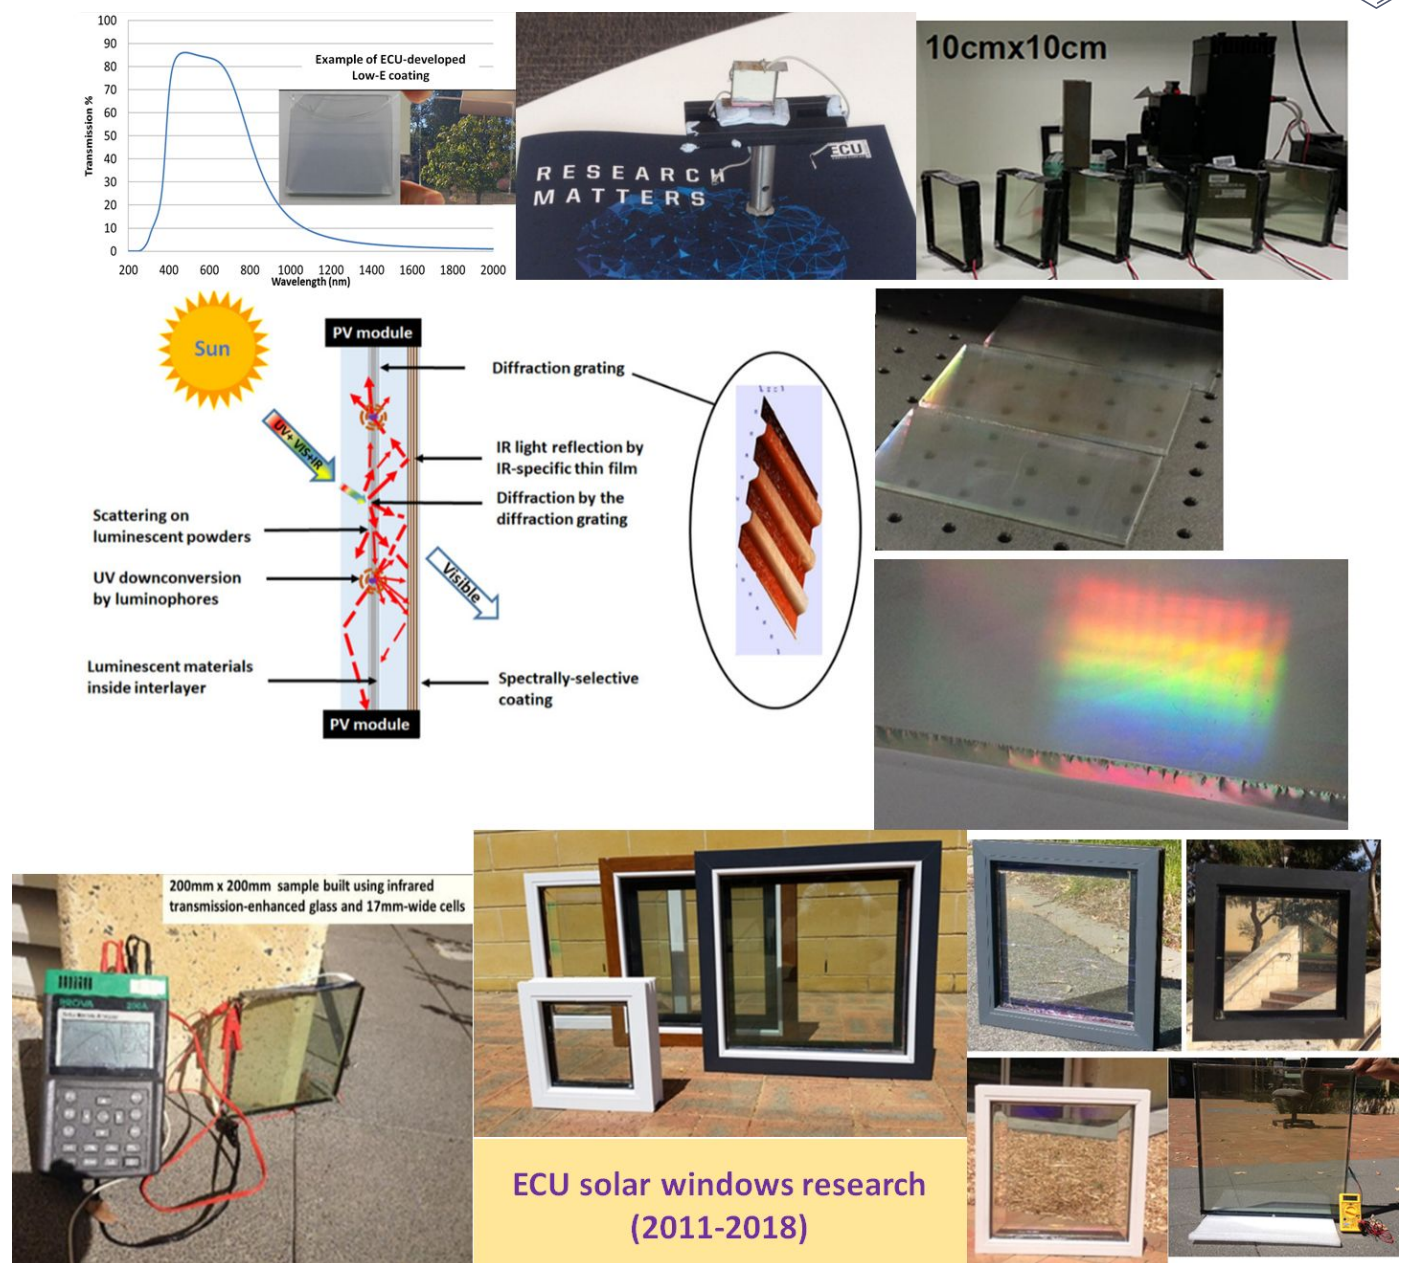 100
90
80
70
60
50
40
30
20
10
0
Transmission %
200 400 600 800 1000 1200 1400 1600 1800 2000
Wavelength (nm)
Example of ECU-developed
Low-E coating
RESEARCH
MATTERS
ECU
10cmx10cm
Sun
UV+ VIS+IR
PV module
Diffraction grating
IR light reflection by
IR-specific thin film
Diffraction by the
diffraction grating
Scattering on
luminescent powders
UV downconversion
by luminophores
Visible
Luminescent materials
inside interlayer
Spectrally-selective
coating
PV module
200mm x 200mm sample built using infrared
transmission-enhanced glass and 17mm-wide cells
PROVA
ECU solar windows research
(2011-2018)